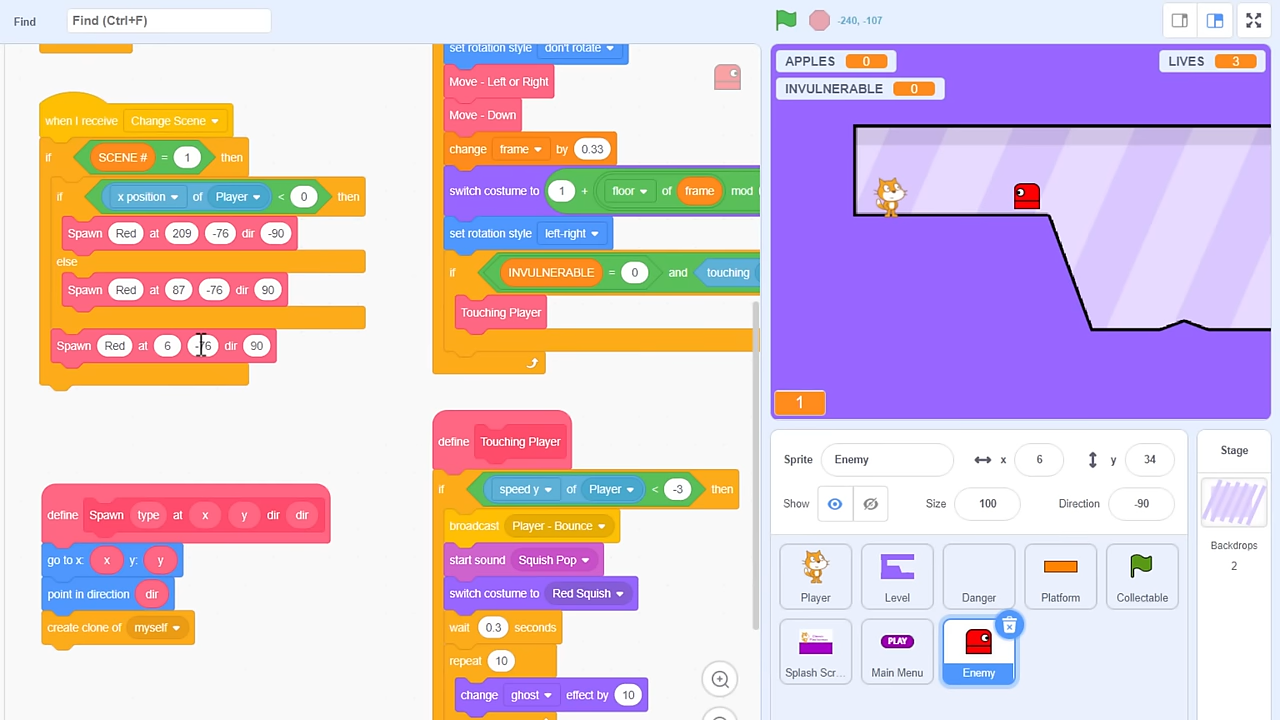 Find
Find (Ctrl+F)
-240, -107
when I receive Change Scene
if SCENE # = 1 then
if x position of Player < 0 then
Spawn Red at 209 -76 dir -90
else
Spawn Red at 87 -76 dir 90
Spawn Red at 6 -76 dir 90
define Spawn type at x y dir dir
go to x: x y: y
point in direction dir
create clone of myself
set rotation style don't rotate
Move - Left or Right
Move - Down
change frame by 0.33
switch costume to 1 + floor of frame mod
set rotation style left-right
if INVULNERABLE = 0 and touching
Touching Player
define Touching Player
if speed y of Player < -3 then
broadcast Player - Bounce
start sound Squish Pop
switch costume to Red Squish
wait 0.3 seconds
repeat 10
change ghost effect by 10
APPLES 0
LIVES 3
INVULNERABLE 0
1
Sprite Enemy x 6 y 34
Show Size 100 Direction -90
Player Level Danger Platform Collectable
Splash Scr... Main Menu Enemy
PLAY
Stage
Backdrops
2